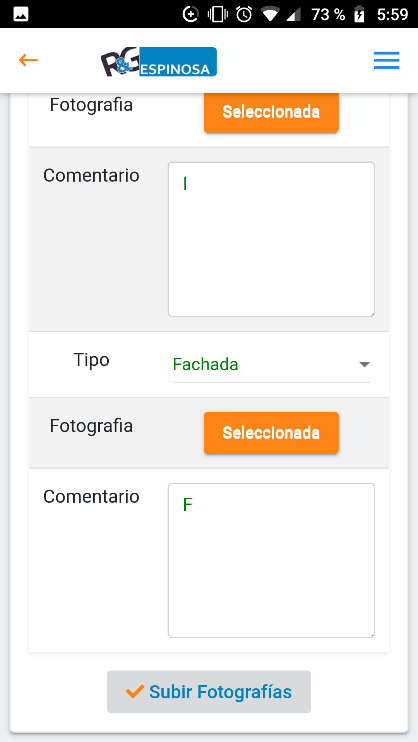 73 % 5:59
R&G ESPINOSA
Fotografia Seleccionada
Comentario I
Tipo Fachada
Fotografia Seleccionada
Comentario F
Subir Fotografías